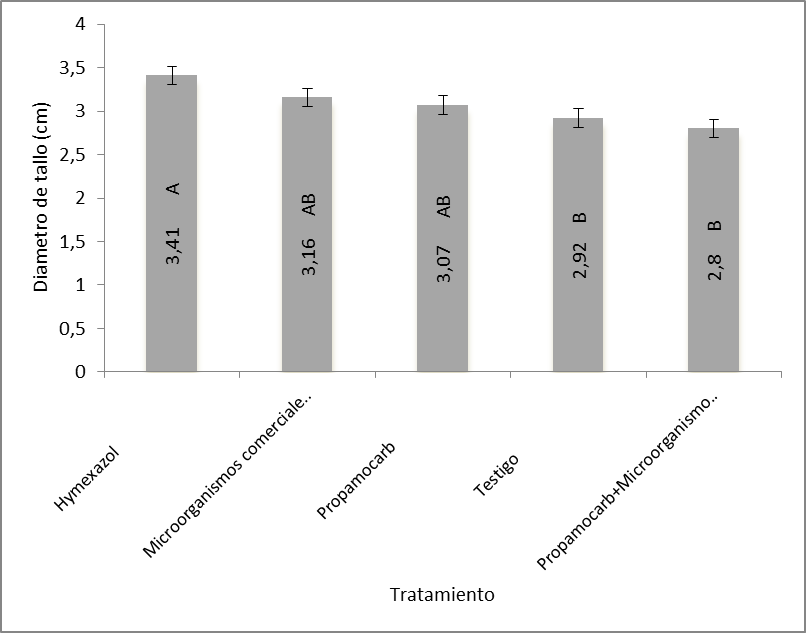 4
3,5
3
2,5
2
1,5
1
0,5
0
Diametro de tallo (cm)
3,41 A
3,16 AB
3,07 AB
2,92 B
2,8 B
Hymexazol
Microorganismos comerciale..
Propamocarb
Testigo
Propamocarb+Microorganismo..
Tratamiento